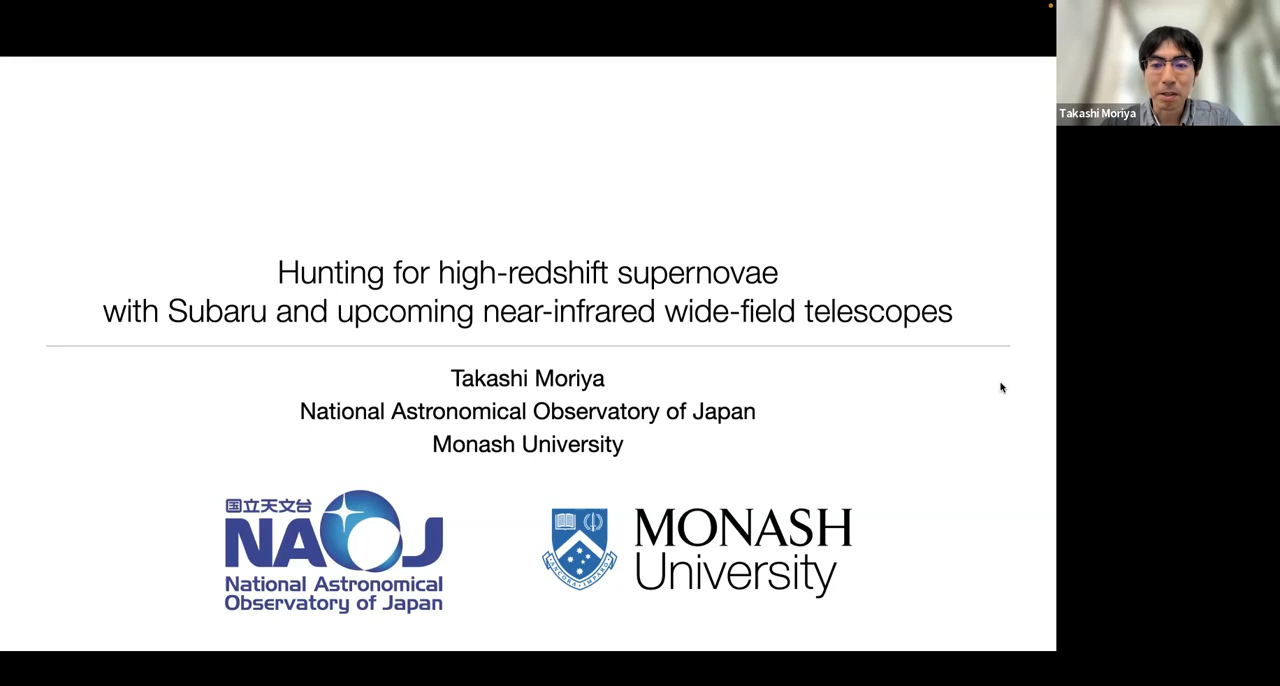 Takashi Moriya
Hunting for high-redshift supernovae
with Subaru and upcoming near-infrared wide-field telescopes
Takashi Moriya
National Astronomical Observatory of Japan
Monash University
国立天文台
NAOJ
National Astronomical
Observatory of Japan
MONASH
University
ANCORA IMPARO